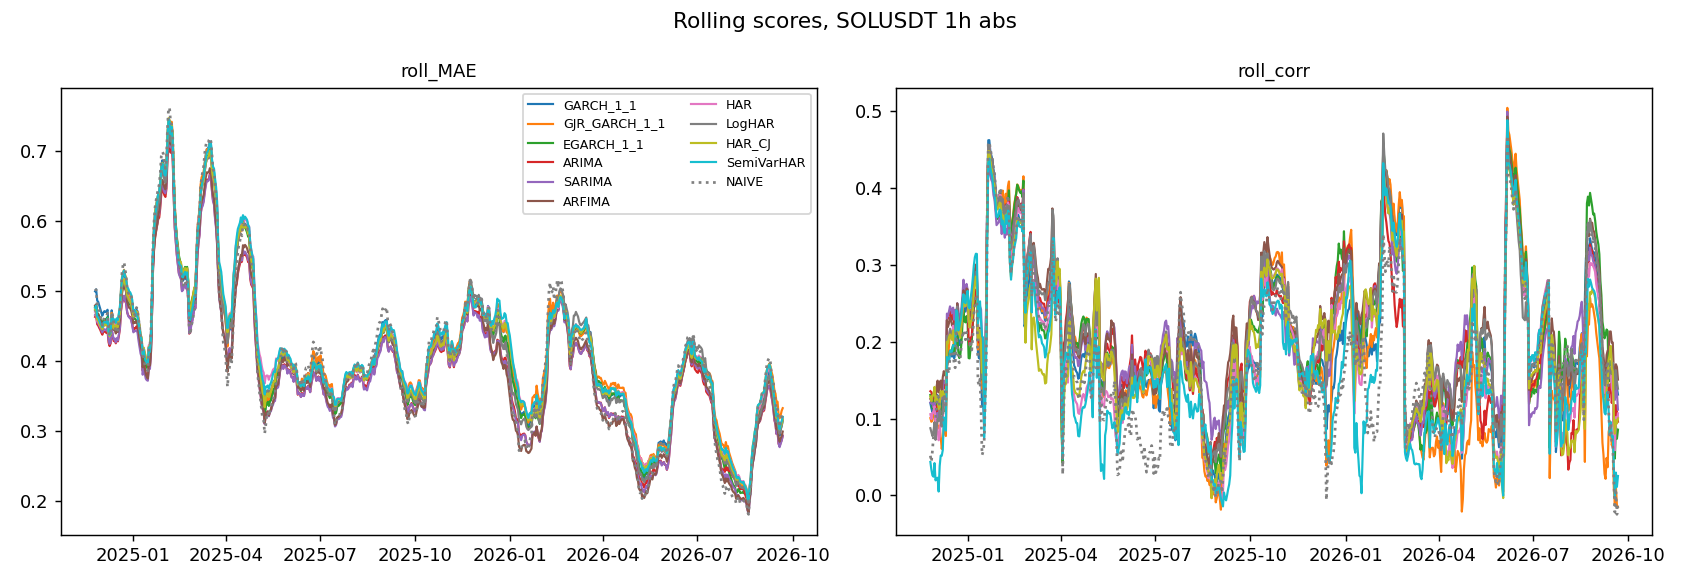 Rolling scores, SOLUSDT 1h abs
roll_MAE
GARCH_1_1
GJR_GARCH_1_1
EGARCH_1_1
ARIMA
SARIMA
ARFIMA
HAR
LogHAR
HAR_CJ
SemiVarHAR
NAIVE
0.7
0.6
0.5
0.4
0.3
0.2
2025-01 2025-04 2025-07 2025-10 2026-01 2026-04 2026-07 2026-10
roll_corr
0.5
0.4
0.3
0.2
0.1
0.0
2025-01 2025-04 2025-07 2025-10 2026-01 2026-04 2026-07 2026-10